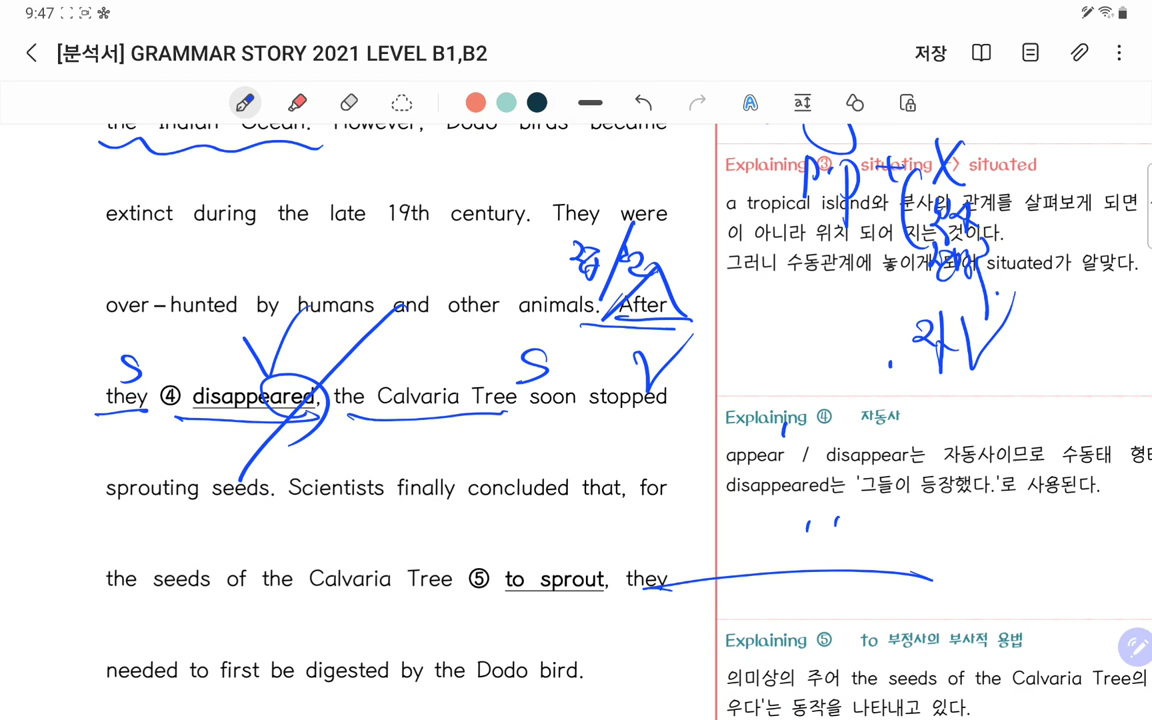 9:47
[분석서] GRAMMAR STORY 2021 LEVEL B1,B2
저장
the Indian Ocean. However, Dodo birds became
extinct during the late 19th century. They were
over-hunted by humans and other animals. After
they ④ disappeared, the Calvaria Tree soon stopped
sprouting seeds. Scientists finally concluded that, for
the seeds of the Calvaria Tree ⑤ to sprout, they
needed to first be digested by the Dodo bird.
S
S
V
p.p +
Explaining ③ situating -> situated
a tropical island와 분사의 관계를 살펴보게 되면
이 아니라 위치 되어 지는 것이다.
그러니 수동관계에 놓이게 되어 situated가 알맞다.
Explaining ④ 자동사
appear / disappear는 자동사이므로 수동태
disappeared는 '그들이 등장했다.'로 사용된다.
Explaining ⑤ to 부정사의 부사적 용법
의미상의 주어 the seeds of the Calvaria Tree의
우다'는 동작을 나타내고 있다.